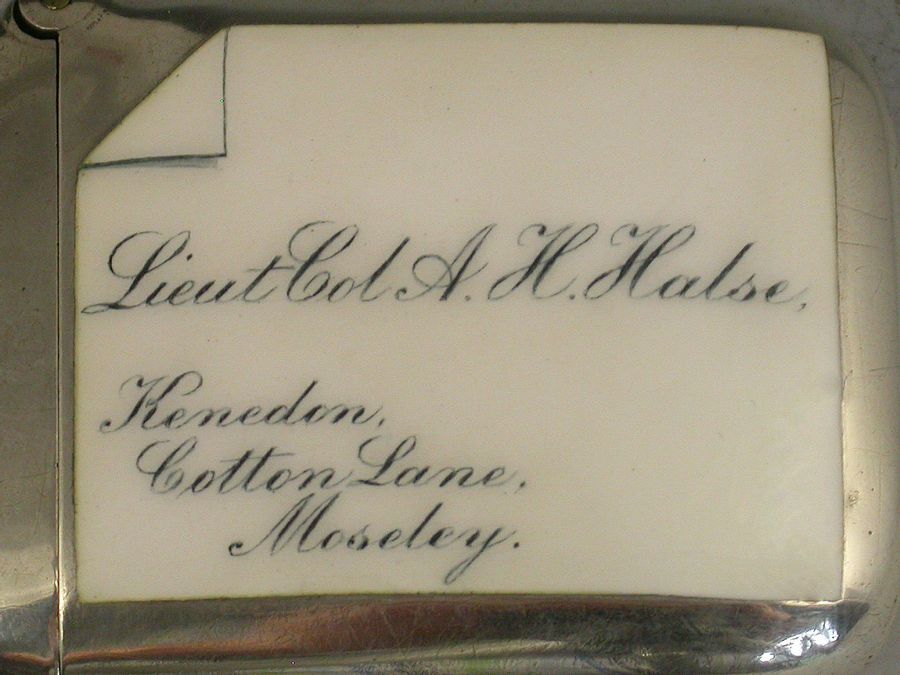 Lieut Col A. H. Halse,
Kenedon,
Cotton Lane,
Moseley.